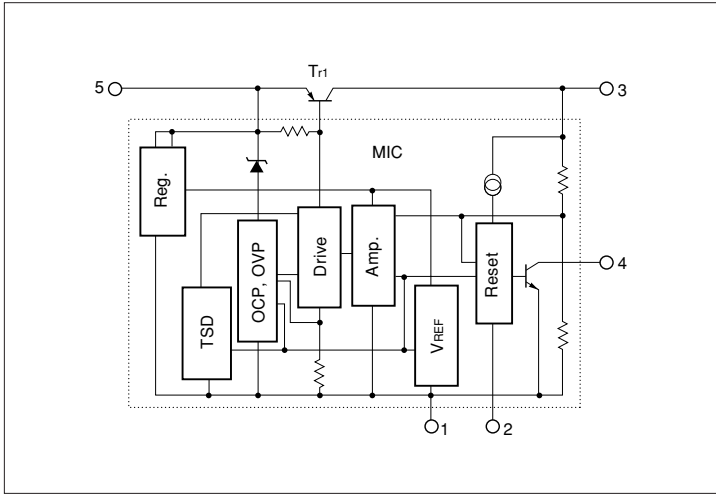 Tr1
5
3
MIC
Reg.
OCP, OVP
Drive
Amp.
Reset
4
TSD
VREF
1
2